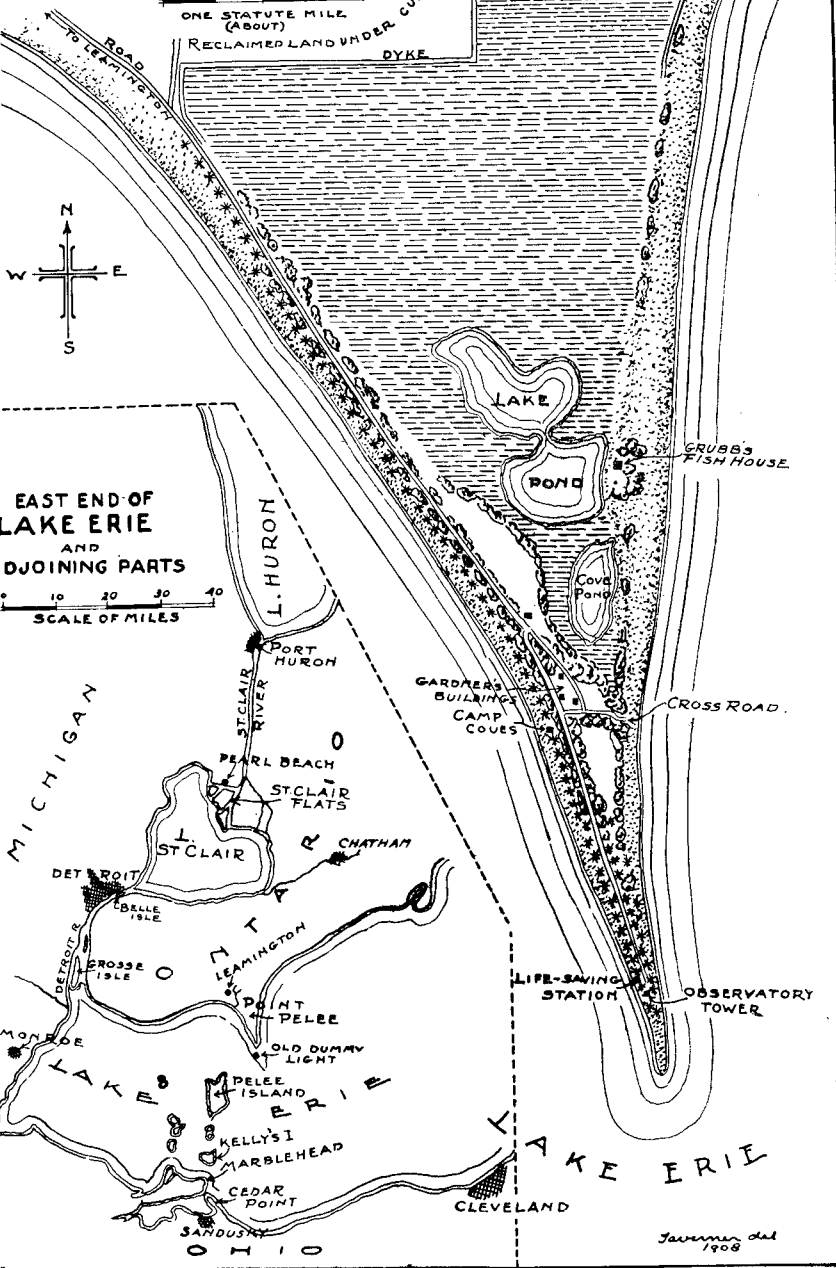 ONE STATUTE MILE
(ABOUT)
RECLAIMED LAND UNDER
DYKE
ROAD
TO LEAMINGTON
N
W E
S
LAKE
POND
GRUBB'S
FISH HOUSE
COVE
POND
GARDNER'S
BUILDINGS
CAMP
COUES
CROSS ROAD.
LIFE-SAVING
STATION
OBSERVATORY
TOWER
LAKE ERIE
Taverner del
1908
EAST END OF
LAKE ERIE
AND
DJOINING PARTS
0 10 20 30 40
SCALE OF MILES
L. HURON
PORT
HURON
ST. CLAIR
RIVER
MICHIGAN
PEARL BEACH
ST. CLAIR
FLATS
L.
ST CLAIR
CHATHAM
DETROIT
BELLE
ISLE
ONTARIO
DETROIT R.
GROSSE
ISLE
LEAMINGTON
POINT
PELEE
MONROE
OLD DUMMY
LIGHT
LAKE ERIE
PELEE
ISLAND
KELLY'S I
MARBLEHEAD
CEDAR
POINT
SANDUSKY
CLEVELAND
OHIO